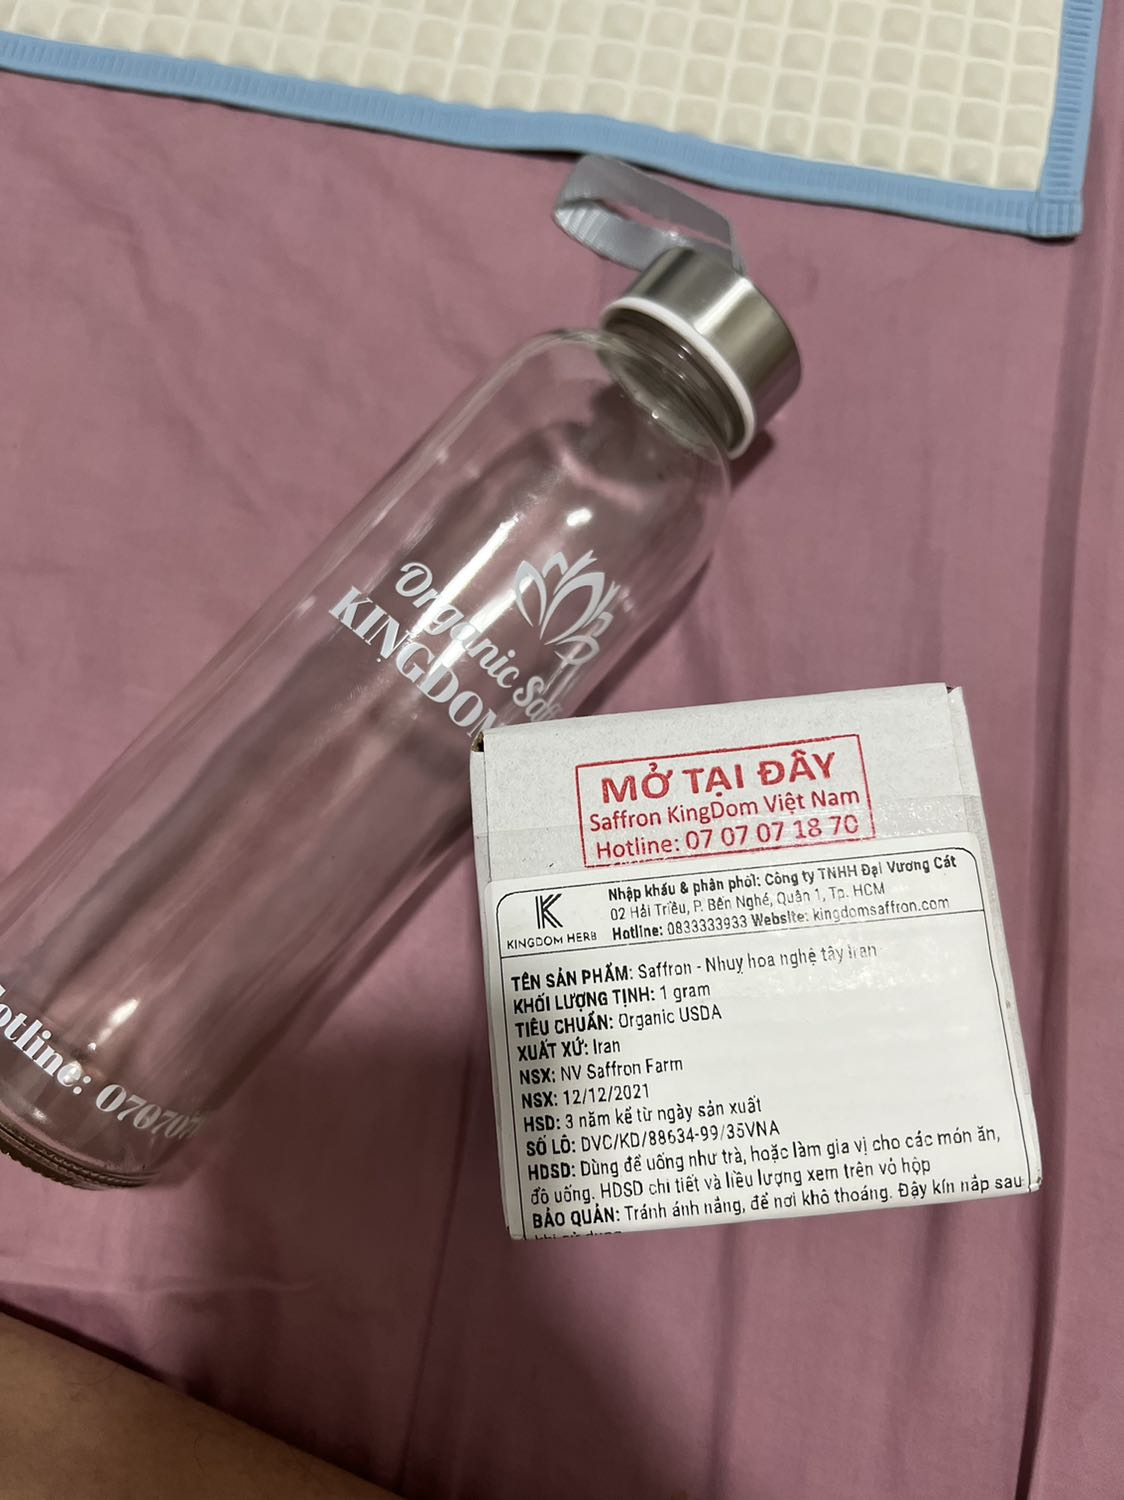 Organic Saff
KINGDOM
Hotline: 070707
MỞ TẠI ĐÂY
Saffron KingDom Việt Nam
Hotline: 07 07 07 18 70
KINGDOM HERB
Nhập khẩu & phân phối: Công ty TNHH Đại Vương Cát
02 Hải Triều, P. Bến Nghé, Quận 1, Tp. HCM
Hotline: 0833333933 Website: kingdomsaffron.com
TÊN SẢN PHẨM: Saffron - Nhuỵ hoa nghệ tây Iran
KHỐI LƯỢNG TỊNH: 1 gram
TIÊU CHUẨN: Organic USDA
XUẤT XỨ: Iran
NSX: NV Saffron Farm
NSX: 12/12/2021
HSD: 3 năm kể từ ngày sản xuất
SỐ LÔ: DVC/KD/88634-99/35VNA
HDSD: Dùng để uống như trà, hoặc làm gia vị cho các món ăn,
đồ uống. HDSD chi tiết và liều lượng xem trên vỏ hộp
BẢO QUẢN: Tránh ánh nắng, để nơi khô thoáng. Đậy kín nắp sau